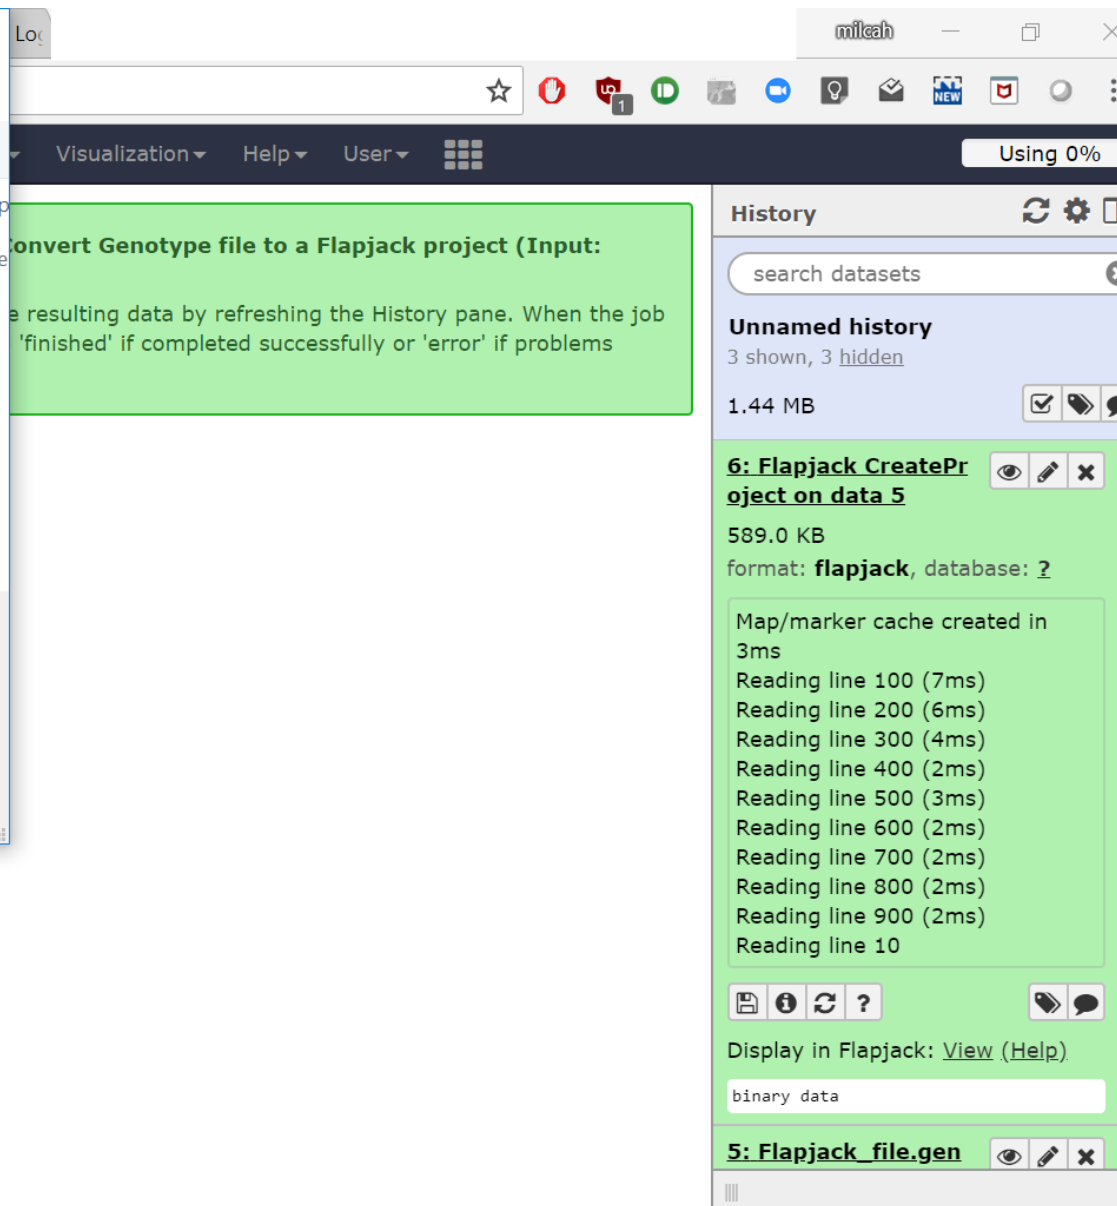 Log
milcah
1
NEW
Visualization
Help
User
Using 0%
onvert Genotype file to a Flapjack project (Input:
e resulting data by refreshing the History pane. When the job
'finished' if completed successfully or 'error' if problems
History
search datasets
Unnamed history
3 shown, 3 hidden
1.44 MB
6: Flapjack CreatePr
oject on data 5
589.0 KB
format: flapjack, database: ?
Map/marker cache created in
3ms
Reading line 100 (7ms)
Reading line 200 (6ms)
Reading line 300 (4ms)
Reading line 400 (2ms)
Reading line 500 (3ms)
Reading line 600 (2ms)
Reading line 700 (2ms)
Reading line 800 (2ms)
Reading line 900 (2ms)
Reading line 10
?
Display in Flapjack: View (Help)
binary data
5: Flapjack_file.gen